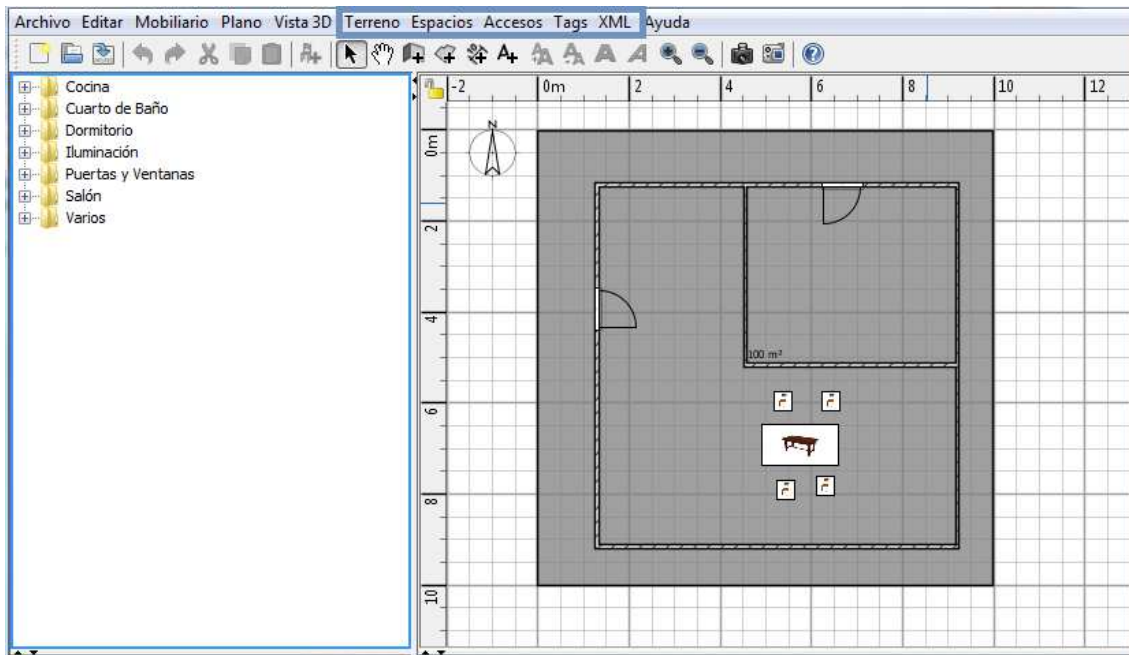 Archivo Editar Mobiliario Plano Vista 3D Terreno Espacios Accesos Tags XML Ayuda
Cocina
Cuarto de Baño
Dormitorio
Iluminación
Puertas y Ventanas
Salón
Varios
-2 0m 2 4 6 8 10 12
N
0m
2
4
6
8
10
100 m²